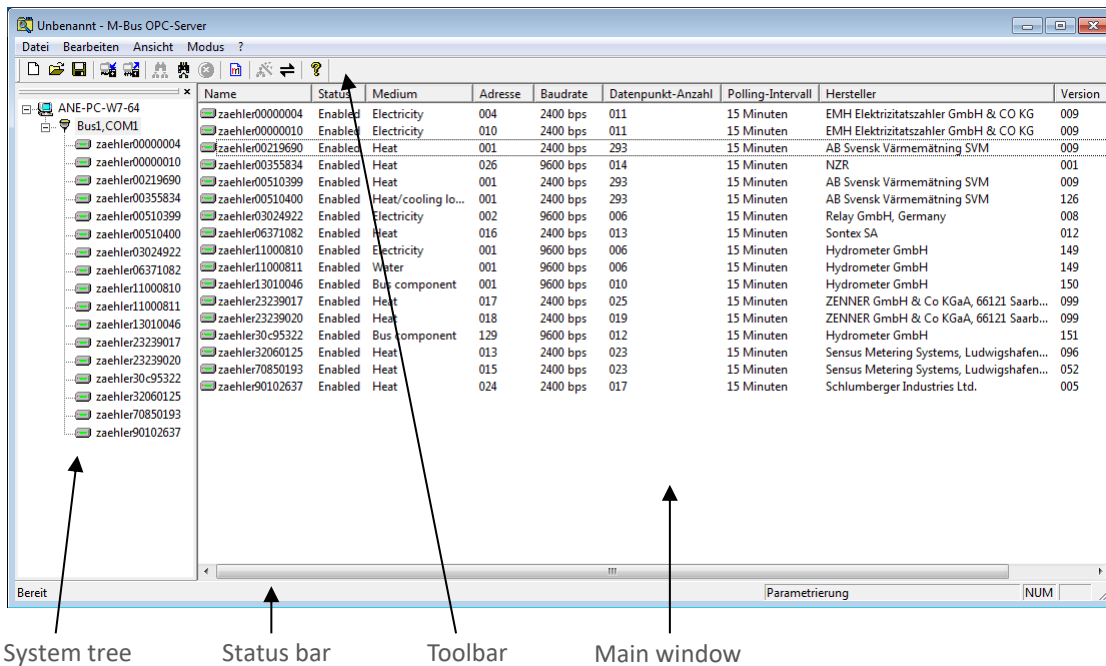 Unbenannt - M-Bus OPC-Server
Datei Bearbeiten Ansicht Modus ?
Name Status Medium Adresse Baudrate Datenpunkt-Anzahl Polling-Intervall Hersteller Version
ANE-PC-W7-64
Bus1,COM1
zaehler00000004
zaehler00000010
zaehler00219690
zaehler00355834
zaehler00510399
zaehler00510400
zaehler03024922
zaehler06371082
zaehler11000810
zaehler11000811
zaehler13010046
zaehler23239017
zaehler23239020
zaehler30c95322
zaehler32060125
zaehler70850193
zaehler90102637
zaehler00000004 Enabled Electricity 004 2400 bps 011 15 Minuten EMH Elektrizitatszahler GmbH & CO KG 009
zaehler00000010 Enabled Electricity 010 2400 bps 011 15 Minuten EMH Elektrizitatszahler GmbH & CO KG 009
zaehler00219690 Enabled Heat 001 2400 bps 293 15 Minuten AB Svensk Värmemätning SVM 009
zaehler00355834 Enabled Heat 026 9600 bps 014 15 Minuten NZR 001
zaehler00510399 Enabled Heat 001 2400 bps 293 15 Minuten AB Svensk Värmemätning SVM 009
zaehler00510400 Enabled Heat/cooling lo... 001 2400 bps 293 15 Minuten AB Svensk Värmemätning SVM 126
zaehler03024922 Enabled Electricity 002 9600 bps 006 15 Minuten Relay GmbH, Germany 008
zaehler06371082 Enabled Heat 016 2400 bps 013 15 Minuten Sontex SA 012
zaehler11000810 Enabled Electricity 001 9600 bps 006 15 Minuten Hydrometer GmbH 149
zaehler11000811 Enabled Water 001 9600 bps 006 15 Minuten Hydrometer GmbH 149
zaehler13010046 Enabled Bus component 001 9600 bps 010 15 Minuten Hydrometer GmbH 150
zaehler23239017 Enabled Heat 017 2400 bps 025 15 Minuten ZENNER GmbH & Co KGaA, 66121 Saarb... 099
zaehler23239020 Enabled Heat 018 2400 bps 019 15 Minuten ZENNER GmbH & Co KGaA, 66121 Saarb... 099
zaehler30c95322 Enabled Bus component 129 9600 bps 012 15 Minuten Hydrometer GmbH 151
zaehler32060125 Enabled Heat 013 2400 bps 023 15 Minuten Sensus Metering Systems, Ludwigshafen... 096
zaehler70850193 Enabled Heat 015 2400 bps 023 15 Minuten Sensus Metering Systems, Ludwigshafen... 052
zaehler90102637 Enabled Heat 024 2400 bps 017 15 Minuten Schlumberger Industries Ltd. 005
Bereit Parametrierung NUM
System tree Status bar Toolbar Main window